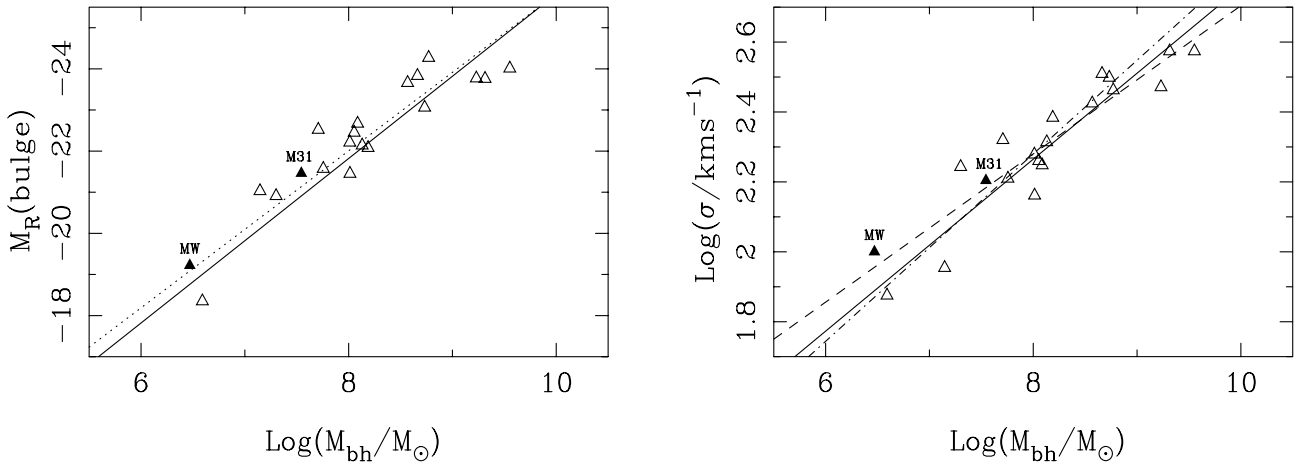 M_R(bulge)
−24
−22
−20
−18
M31
MW
6
8
10
Log(M_bh/M_⊙)
Log(σ/kms^−1)
2.6
2.4
2.2
2
1.8
M31
MW
6
8
10
Log(M_bh/M_⊙)